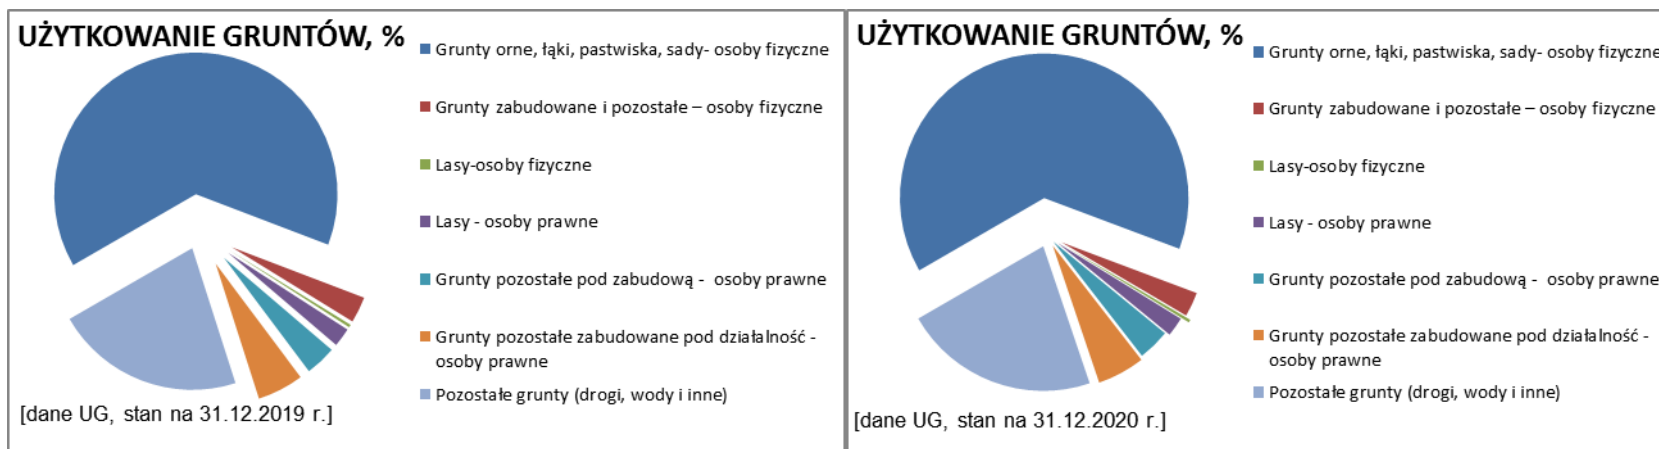 UŻYTKOWANIE GRUNTÓW, %
Grunty orne, łąki, pastwiska, sady- osoby fizyczne
Grunty zabudowane i pozostałe – osoby fizyczne
Lasy-osoby fizyczne
Lasy - osoby prawne
Grunty pozostałe pod zabudową - osoby prawne
Grunty pozostałe zabudowane pod działalność -
osoby prawne
Pozostałe grunty (drogi, wody i inne)
[dane UG, stan na 31.12.2019 r.]
UŻYTKOWANIE GRUNTÓW, %
Grunty orne, łąki, pastwiska, sady- osoby fizyczne
Grunty zabudowane i pozostałe – osoby fizyczne
Lasy-osoby fizyczne
Lasy - osoby prawne
Grunty pozostałe pod zabudową - osoby prawne
Grunty pozostałe zabudowane pod działalność -
osoby prawne
Pozostałe grunty (drogi, wody i inne)
[dane UG, stan na 31.12.2020 r.]